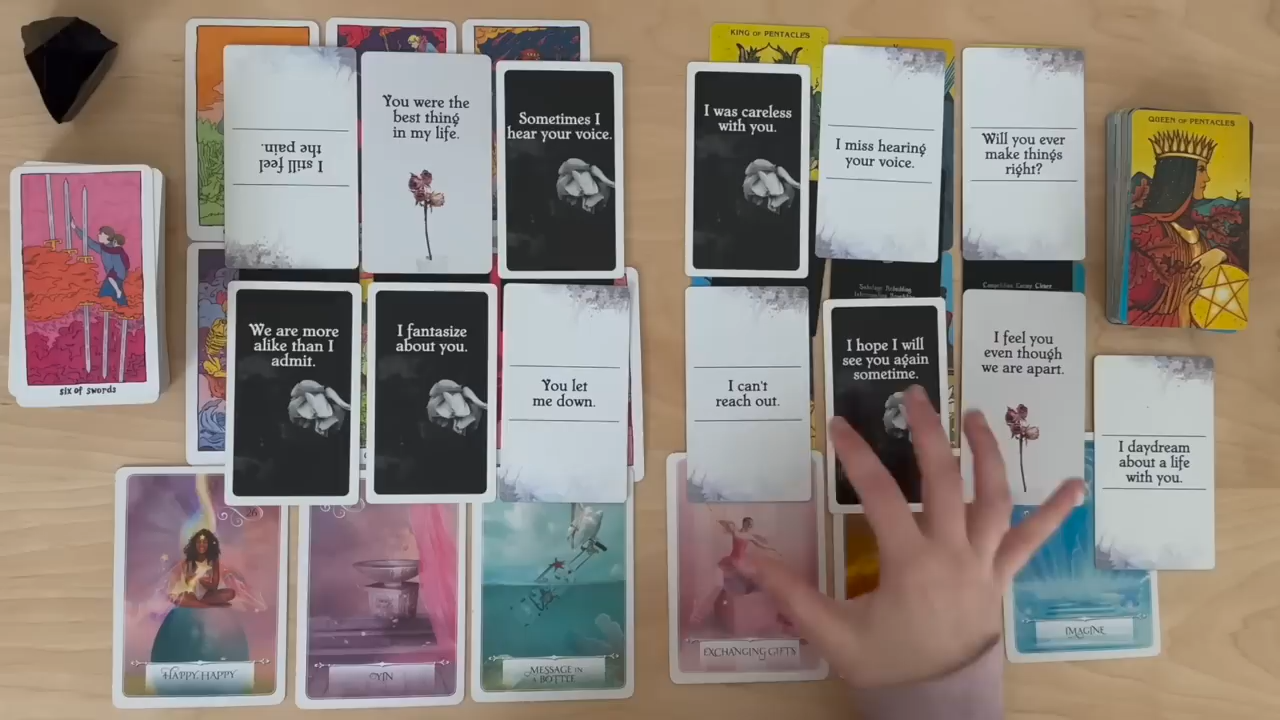 KING OF PENTACLES
I still feel
the pain.
You were the
best thing
in my life.
Sometimes I
hear your voice.
I was careless
with you.
I miss hearing
your voice.
Will you ever
make things
right?
QUEEN OF PENTACLES
six of swords
We are more
alike than I
admit.
I fantasize
about you.
You let
me down.
I can't
reach out.
I hope I will
see you again
sometime.
I feel you
even though
we are apart.
I daydream
about a life
with you.
26
HAPPY, HAPPY
YIN
MESSAGE IN
A BOTTLE
EXCHANGING GIFTS
IMAGINE